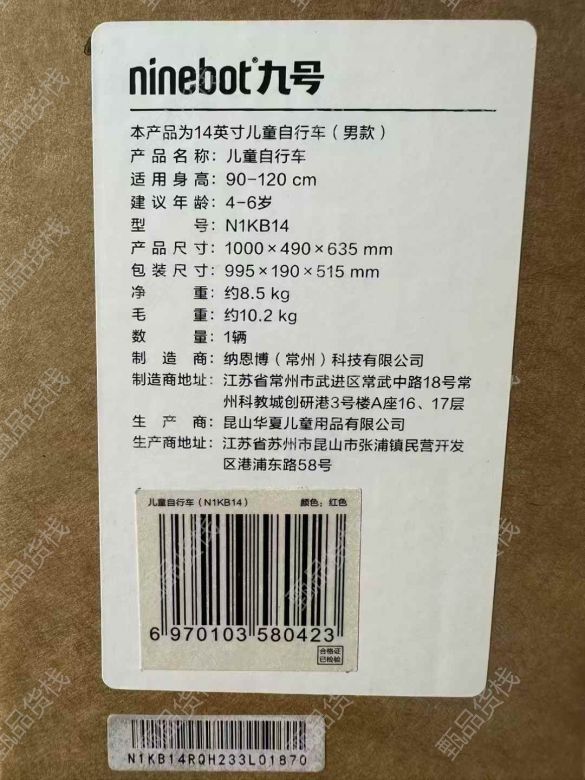 ninebot®九号
本产品为14英寸儿童自行车（男款）
产品名称：儿童自行车
适用身高：90-120 cm
建议年龄：4-6岁
型号：N1KB14
产品尺寸：1000×490×635 mm
包装尺寸：995×190×515 mm
净重：约8.5 kg
毛重：约10.2 kg
数量：1辆
制造商：纳恩博（常州）科技有限公司
制造商地址：江苏省常州市武进区常武中路18号常
州科教城创研港3号楼A座16、17层
生产商：昆山华夏儿童用品有限公司
生产商地址：江苏省苏州市昆山市张浦镇民营开发
区港浦东路58号
儿童自行车（N1KB14） 颜色：红色
6 970103 580423
合格证
已检验
N1KB14RQH233L01870
甄品货栈